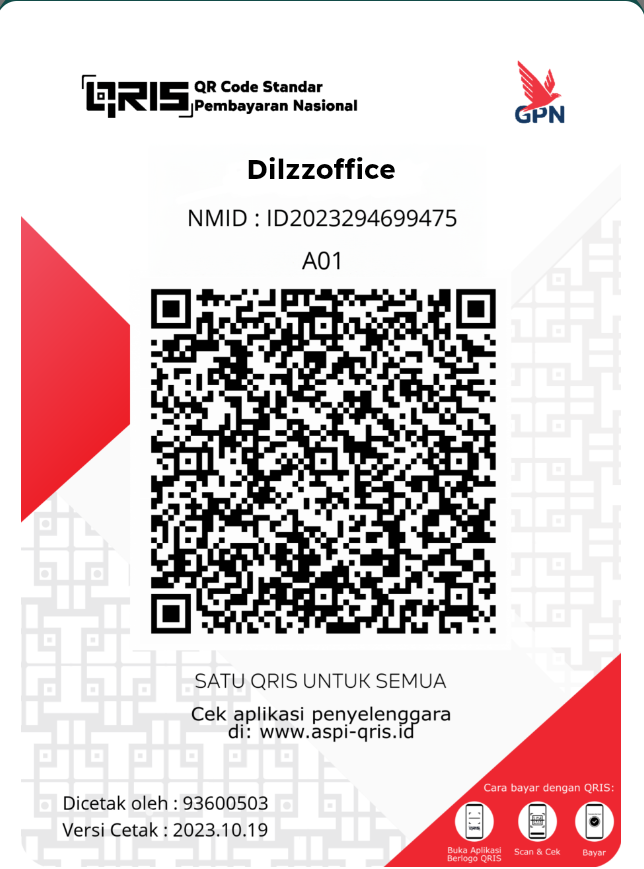 QRIS
QR Code Standar
Pembayaran Nasional
GPN
Dilzzoffice
NMID : ID2023294699475
A01
SATU QRIS UNTUK SEMUA
Cek aplikasi penyelenggara
di: www.aspi-qris.id
Dicetak oleh : 93600503
Versi Cetak : 2023.10.19
Cara bayar dengan QRIS:
Buka Aplikasi
Berlogo QRIS
Scan & Cek
Bayar